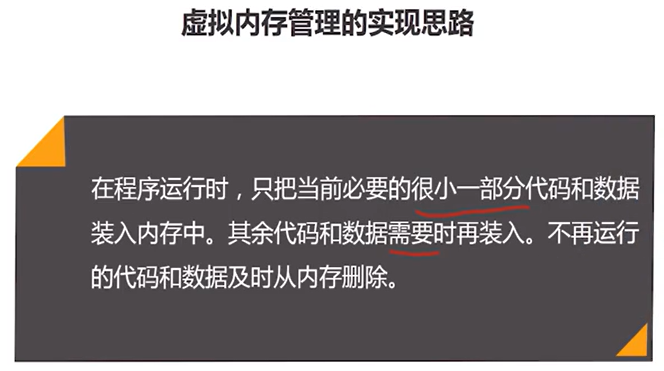 虚拟内存管理的实现思路
在程序运行时，只把当前必要的很小一部分代码和数据
装入内存中。其余代码和数据需要时再装入。不再运行
的代码和数据及时从内存删除。